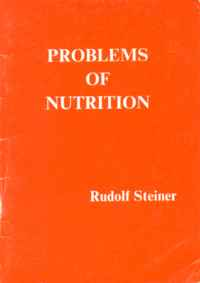 PROBLEMS
OF
NUTRITION
Rudolf Steiner